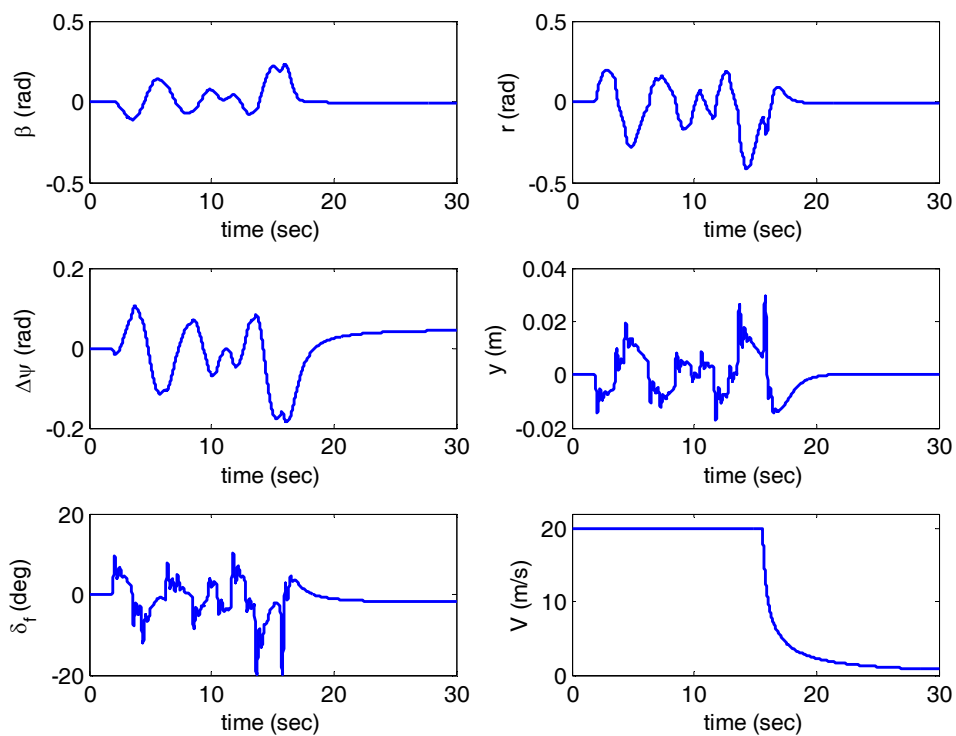 0.5
0
-0.5
β (rad)
0 10 20 30
time (sec)
0.5
0
-0.5
r (rad)
0 10 20 30
time (sec)
0.2
0
-0.2
Δψ (rad)
0 10 20 30
time (sec)
0.04
0.02
0
-0.02
y (m)
0 10 20 30
time (sec)
20
0
-20
δf (deg)
0 10 20 30
time (sec)
20
10
0
V (m/s)
0 10 20 30
time (sec)